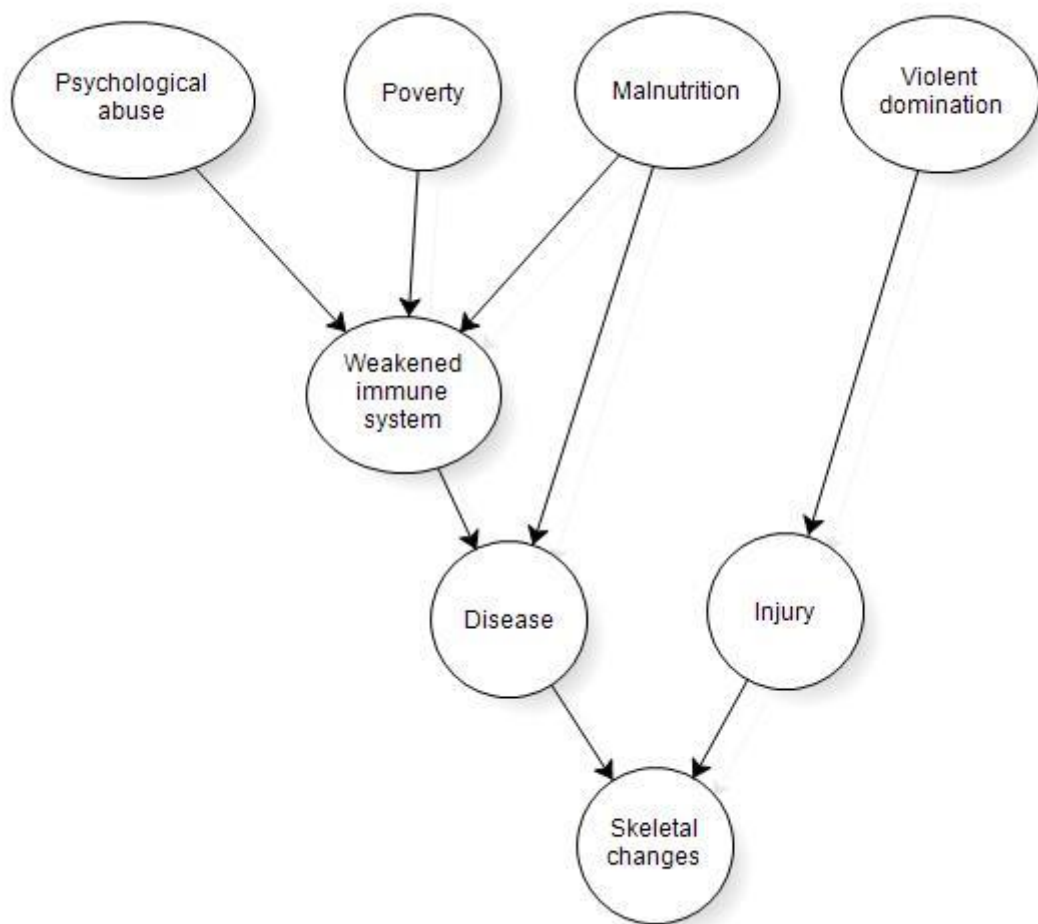 Psychological
abuse
Poverty
Malnutrition
Violent
domination
Weakened
immune
system
Disease
Injury
Skeletal
changes